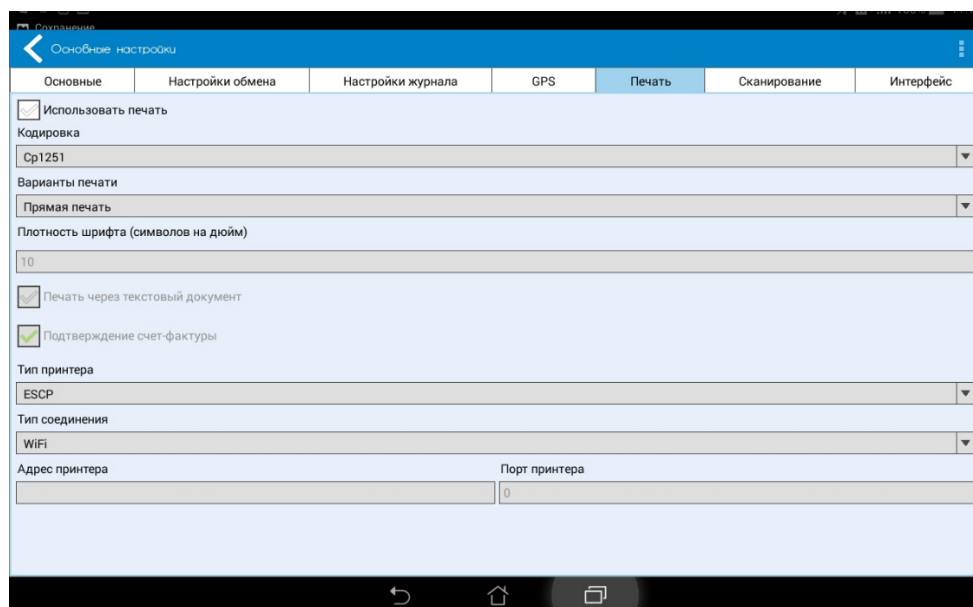 Сохранение
Основные настройки
Основные Настройки обмена Настройки журнала GPS Печать Сканирование Интерфейс
Использовать печать
Кодировка
Cp1251
Варианты печати
Прямая печать
Плотность шрифта (символов на дюйм)
10
Печать через текстовый документ
Подтверждение счет-фактуры
Тип принтера
ESCP
Тип соединения
WiFi
Адрес принтера Порт принтера
0